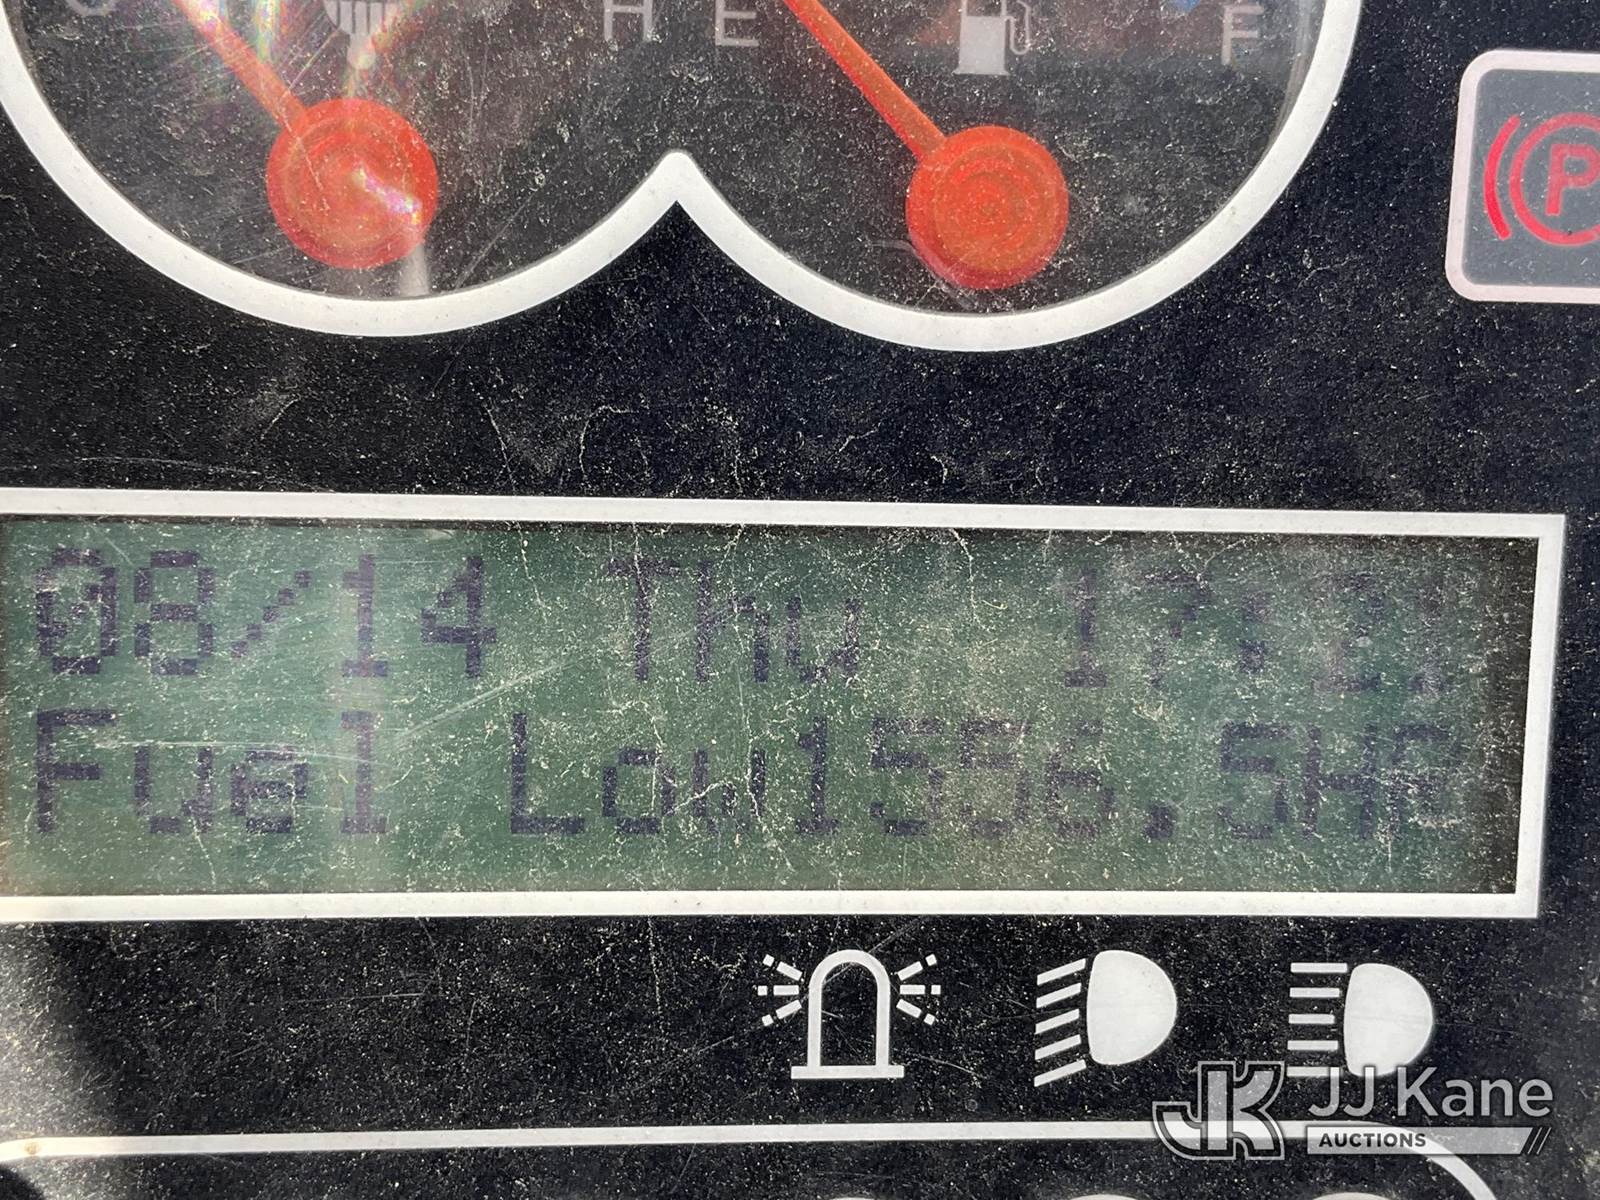 H E F
P
08/14 Thu
Fuel Low1556.5HR
JJ Kane
AUCTIONS